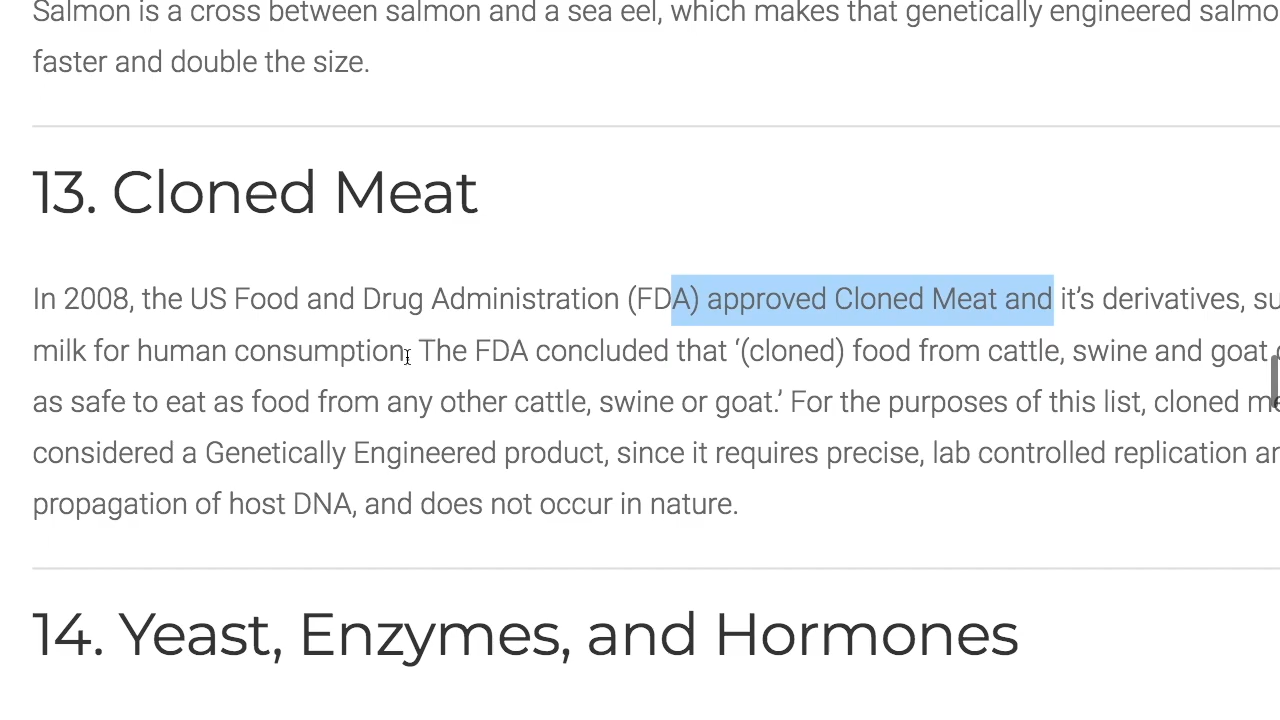 Salmon is a cross between salmon and a sea eel, which makes that genetically engineered salmo
faster and double the size.
13. Cloned Meat
In 2008, the US Food and Drug Administration (FDA) approved Cloned Meat and it’s derivatives, su
milk for human consumption. The FDA concluded that ‘(cloned) food from cattle, swine and goat
as safe to eat as food from any other cattle, swine or goat.’ For the purposes of this list, cloned me
considered a Genetically Engineered product, since it requires precise, lab controlled replication an
propagation of host DNA, and does not occur in nature.
14. Yeast, Enzymes, and Hormones